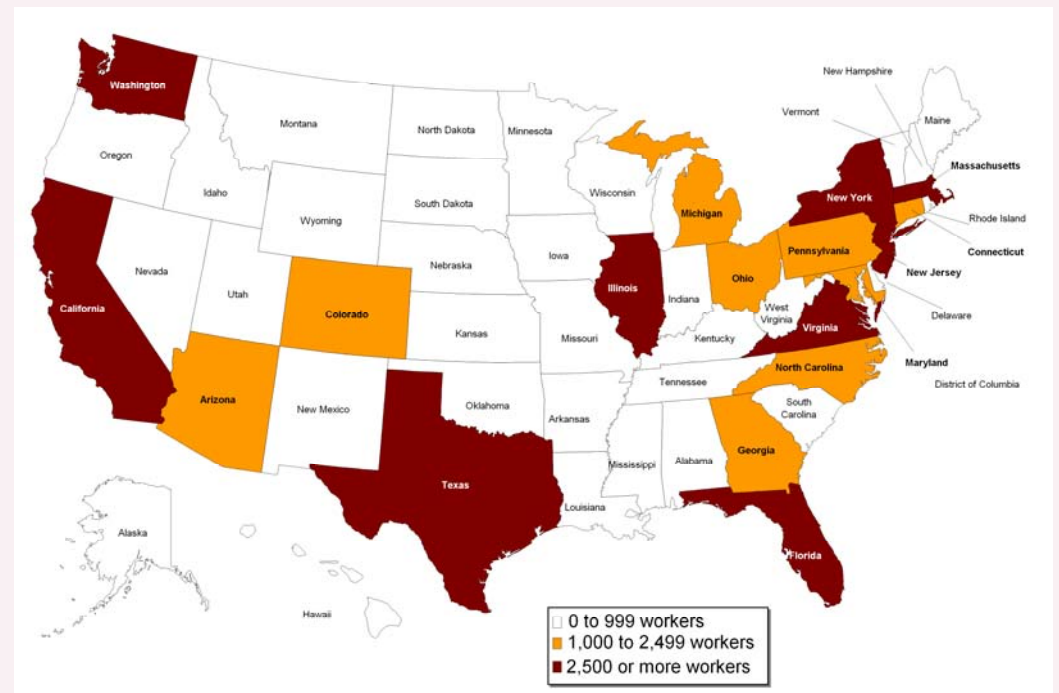 New Hampshire
Washington
Vermont
Montana
North Dakota
Minnesota
Maine
Oregon
Massachusetts
Idaho
Wisconsin
New York
South Dakota
Michigan
Rhode Island
Wyoming
Connecticut
Pennsylvania
Iowa
Nebraska
New Jersey
Nevada
Ohio
Illinois
Utah
Indiana
West
Virginia
Delaware
California
Colorado
Virginia
Kansas
Missouri
Kentucky
Maryland
North Carolina
District of Columbia
Tennessee
Arizona
South
Carolina
New Mexico
Oklahoma
Arkansas
Georgia
Mississippi
Alabama
Texas
Louisiana
Alaska
Florida
Hawaii
0 to 999 workers
1,000 to 2,499 workers
2,500 or more workers